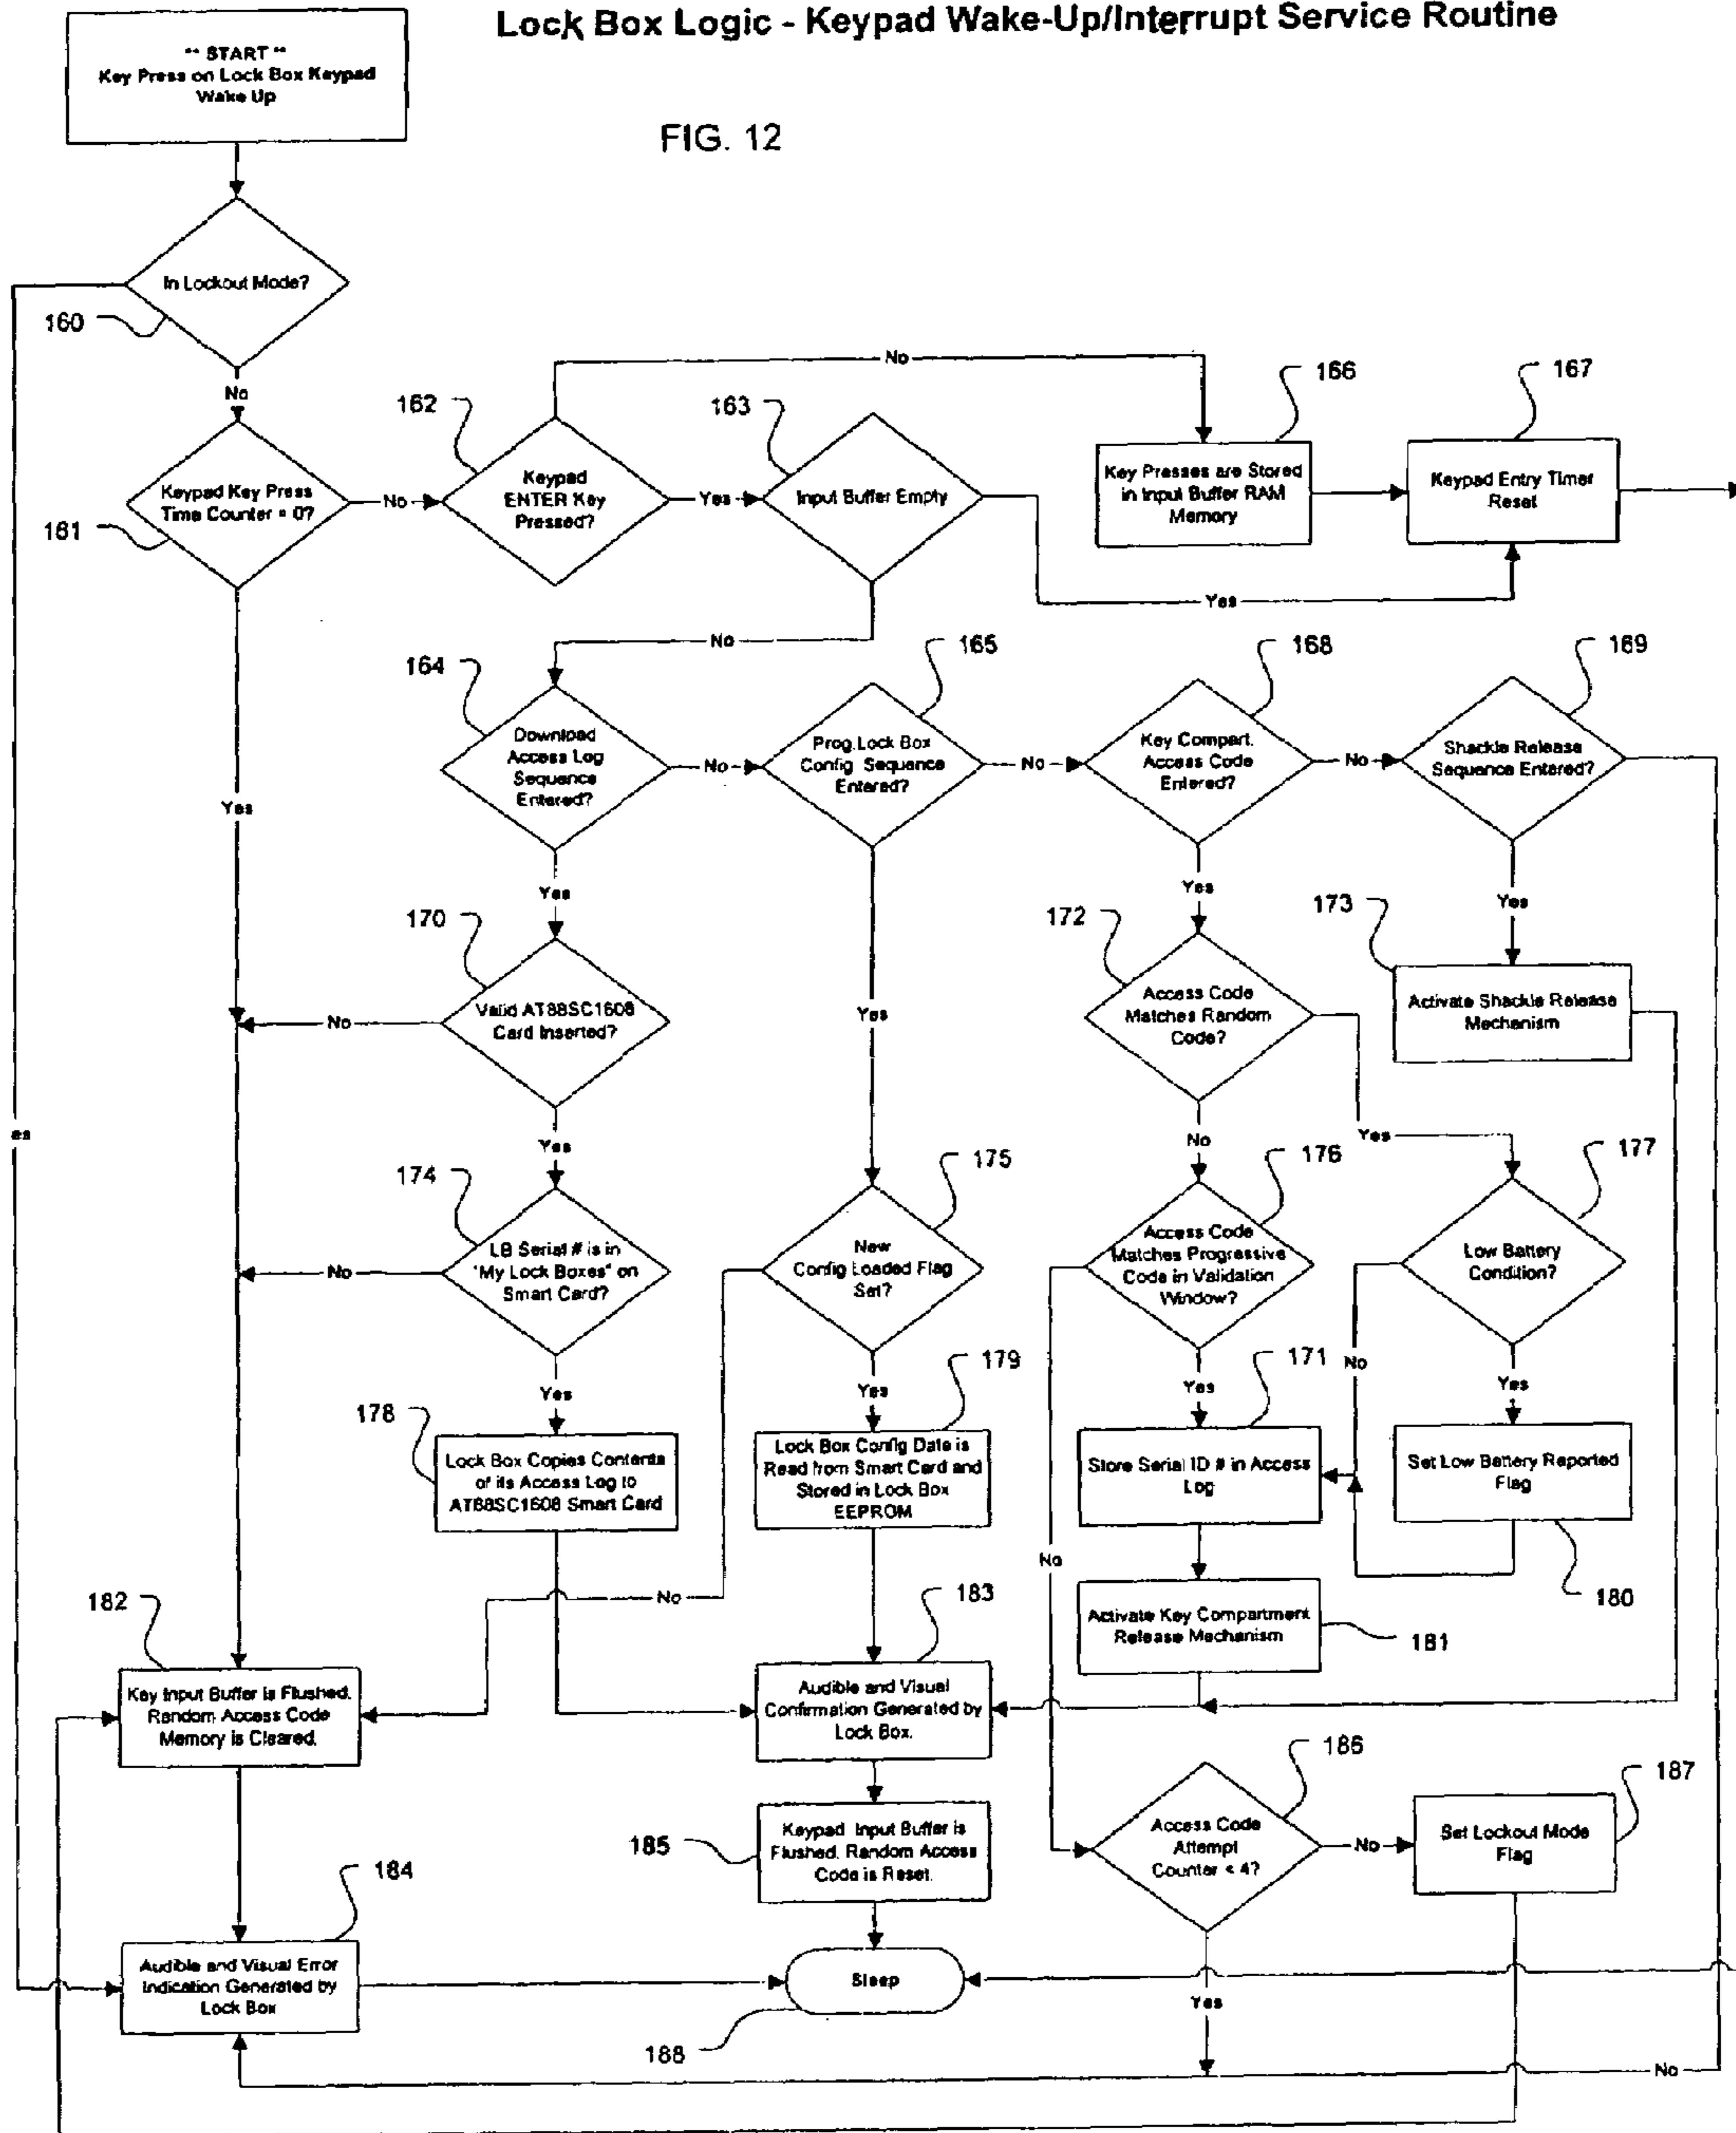 Lock Box Logic - Keypad Wake-Up/Interrupt Service Routine
** START **
Key Press on Lock Box Keypad
Wake Up
FIG. 12
In Lockout Mode?
160
No
No
166
167
162
163
Keypad Key Press
Time Counter = 0?
No
Keypad
ENTER Key
Pressed?
Yes
Input Buffer Empty
Key Presses are Stored
in Input Buffer RAM
Memory
Keypad Entry Timer
Reset
161
Yes
No
164
165
168
169
Download
Access Log
Sequence
Entered?
No
Prog.Lock Box
Config Sequence
Entered?
No
Key Compart.
Access Code
Entered?
No
Shackle Release
Sequence Entered?
Yes
Yes
Yes
Yes
170
172
173
Valid AT88SC1608
Card Inserted?
No
Yes
Access Code
Matches Random
Code?
Activate Shackle Release
Mechanism
es
Yes
No
Yes
174
175
176
177
LB Serial # is in
"My Lock Boxes" on
Smart Card?
No
New
Config Loaded Flag
Set?
Access Code
Matches Progressive
Code in Validation
Window?
Low Battery
Condition?
Yes
Yes
Yes
No
Yes
178
179
171
Lock Box Copies Contents
of its Access Log to
AT88SC1608 Smart Card
Lock Box Config Date is
Read from Smart Card and
Stored in Lock Box
EEPROM
Store Serial ID # in Access
Log
Set Low Battery Reported
Flag
No
No
180
182
183
Activate Key Compartment
Release Mechanism
181
Key Input Buffer is Flushed.
Random Access Code
Memory is Cleared.
Audible and Visual
Confirmation Generated by
Lock Box.
186
187
185
Keypad Input Buffer is
Flushed. Random Access
Code is Reset.
Access Code
Attempt
Counter < 4?
No
Set Lockout Mode
Flag
184
Audible and Visual Error
Indication Generated by
Lock Box
Sleep
Yes
188
No